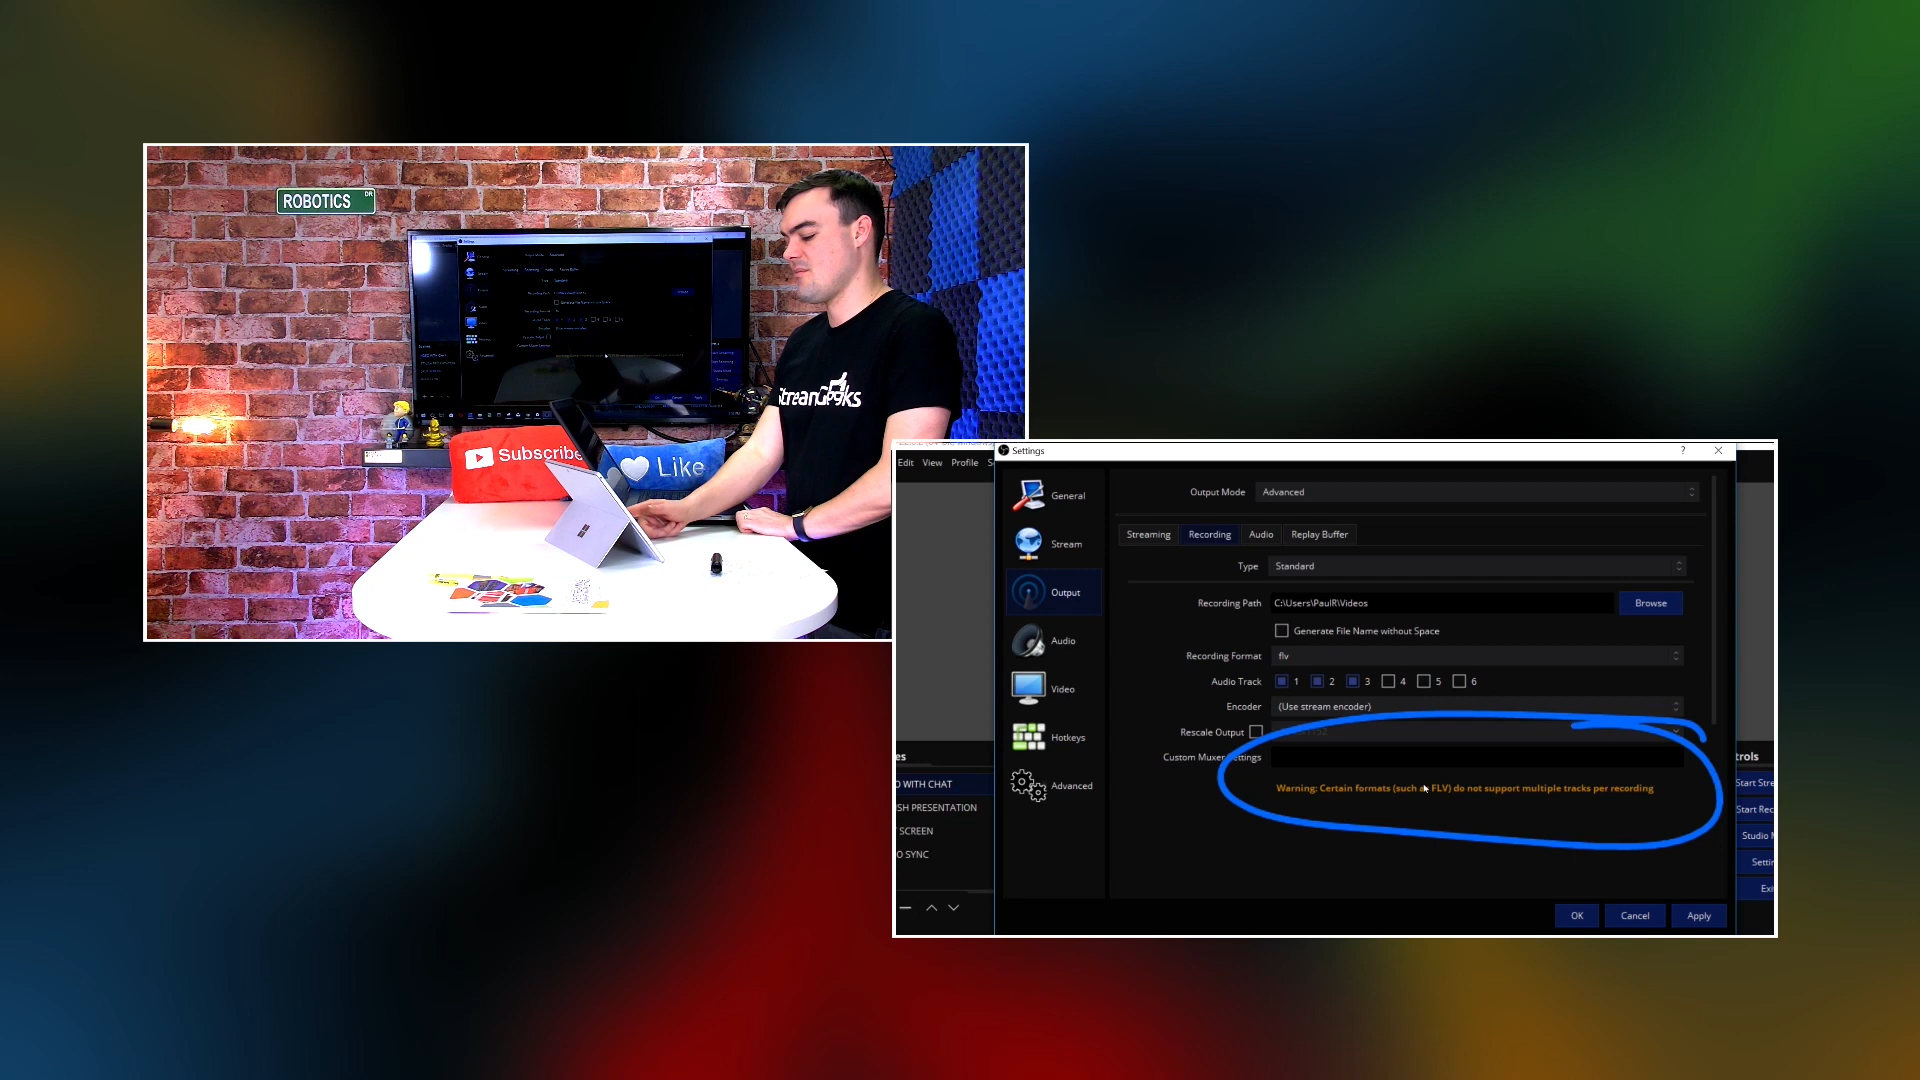 ROBOTICS DR
StreamGeeks
Subscribe
Like
Edit View Profile
Settings
General
Stream
Output
Audio
Video
Hotkeys
Advanced
Output Mode Advanced
Streaming Recording Audio Replay Buffer
Type Standard
Recording Path C:\Users\PaulR\Videos Browse
Generate File Name without Space
Recording Format flv
Audio Track 1 2 3 4 5 6
Encoder (Use stream encoder)
Rescale Output
Custom Muxer Settings
Warning: Certain formats (such as FLV) do not support multiple tracks per recording
O WITH CHAT
SH PRESENTATION
SCREEN
O SYNC
trols
Start Stre
Start Rec
Studio M
Settin
Exi
OK Cancel Apply